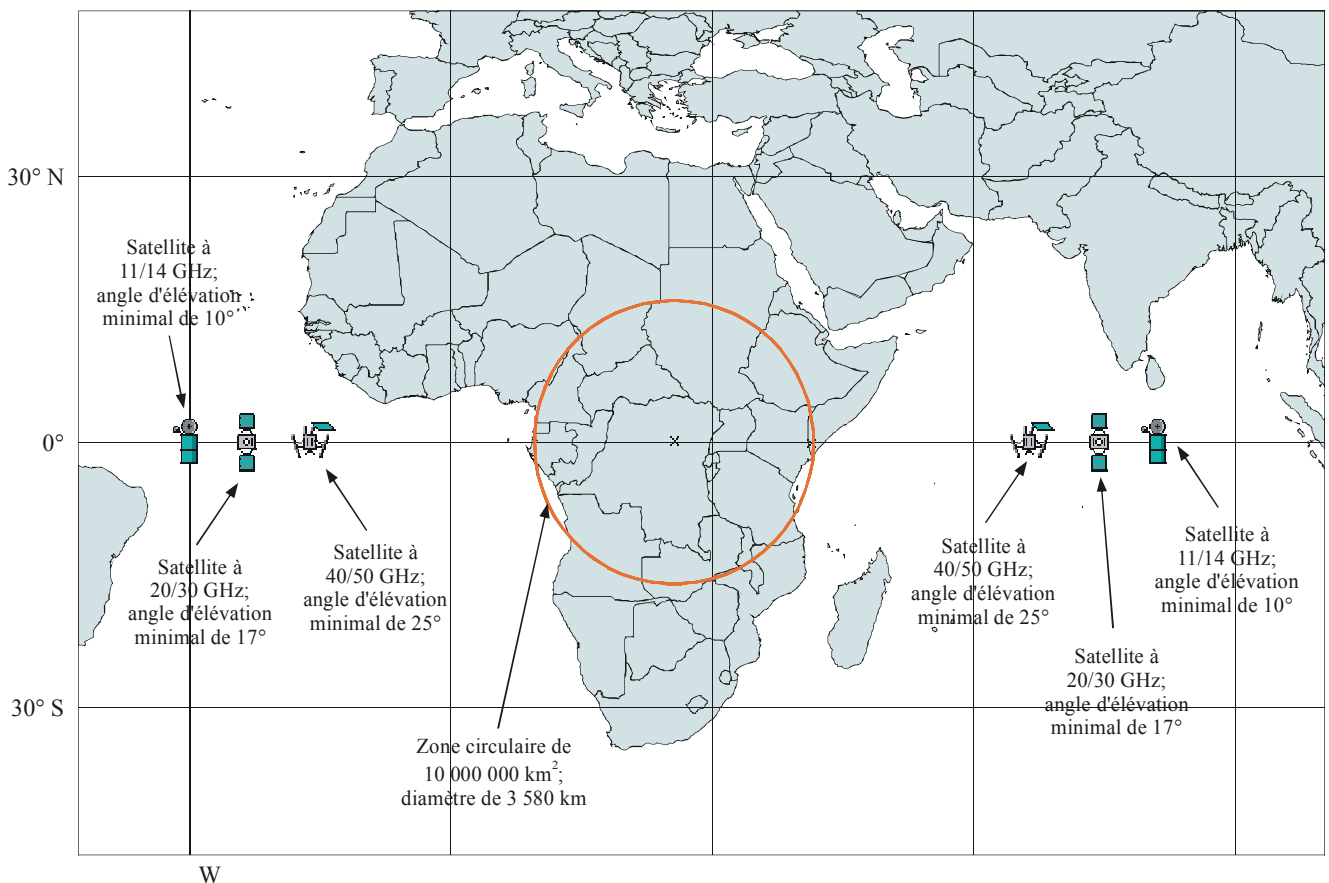 30° N
Satellite à
11/14 GHz;
angle d'élévation
minimal de 10°
0°
Satellite à
20/30 GHz;
angle d'élévation
minimal de 17°
Satellite à
40/50 GHz;
angle d'élévation
minimal de 25°
Satellite à
40/50 GHz;
angle d'élévation
minimal de 25°
Satellite à
11/14 GHz;
angle d'élévation
minimal de 10°
Satellite à
20/30 GHz;
angle d'élévation
minimal de 17°
30° S
Zone circulaire de
10 000 000 km²;
diamètre de 3 580 km
W